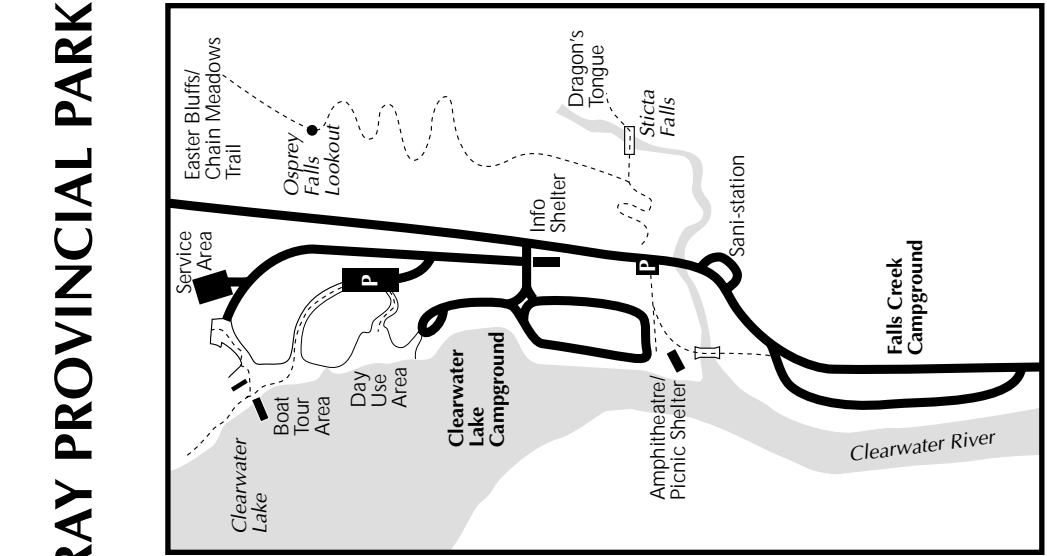 RAY PROVINCIAL PARK
Easter Bluffs/
Chain Meadows
Trail
Osprey
Falls
Lookout
Dragon's
Tongue
Sticta
Falls
Service
Area
P
Info
Shelter
P
Sani-station
Boat
Tour
Area
Day
Use
Area
Clearwater
Lake
Campground
Falls Creek
Campground
Amphitheatre/
Picnic Shelter
Clearwater
Lake
Clearwater River